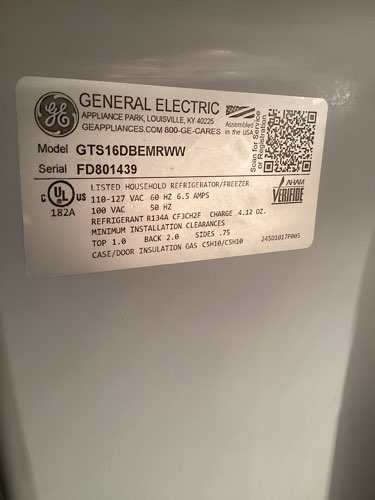 GENERAL ELECTRIC
APPLIANCE PARK, LOUISVILLE, KY 40225
GEAPPLIANCES.COM 800-GE-CARES
Assembled
in the USA
Scan for Service
or Registration
Model GTS16DBEMRWW
Serial FD801439
C UL US
182A
LISTED HOUSEHOLD REFRIGERATOR/FREEZER
110-127 VAC 60 HZ 6.5 AMPS
100 VAC 50 HZ
REFRIGERANT R134A CF3CH2F CHARGE 4.12 OZ.
MINIMUM INSTALLATION CLEARANCES
TOP 1.0 BACK 2.0 SIDES .75
CASE/DOOR INSULATION GAS C5H10/C5H10
AHAM
VERIFIDE
245D1017P005